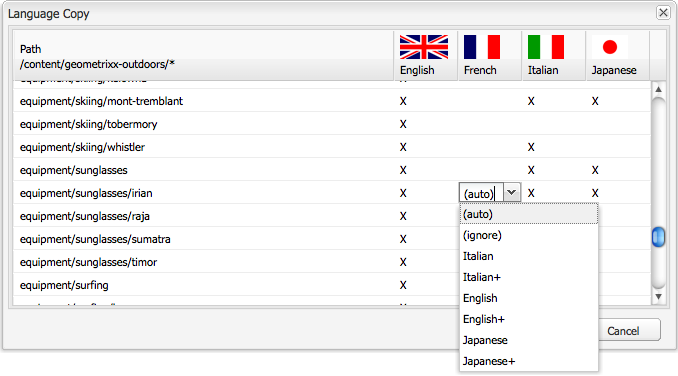 Language Copy
Path
/content/geometrixx-outdoors/*
English French Italian Japanese
equipment/skiing/mont-tremblant X X X
equipment/skiing/tobermory X
equipment/skiing/whistler X X
equipment/sunglasses X X X
equipment/sunglasses/irian X (auto) X X
equipment/sunglasses/raja X
equipment/sunglasses/sumatra X
equipment/sunglasses/timor X
equipment/surfing X
(auto)
(ignore)
Italian
Italian+
English
English+
Japanese
Japanese+
Cancel